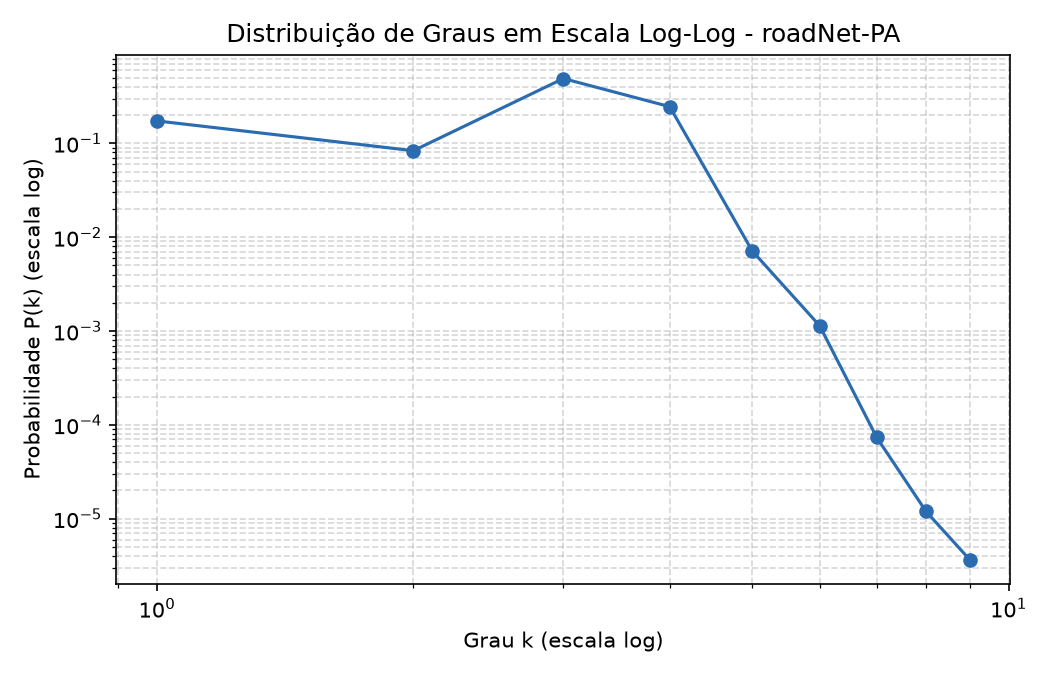 Distribuição de Graus em Escala Log-Log - roadNet-PA
Probabilidade P(k) (escala log)
10⁻¹
10⁻²
10⁻³
10⁻⁴
10⁻⁵
10⁰
10¹
Grau k (escala log)